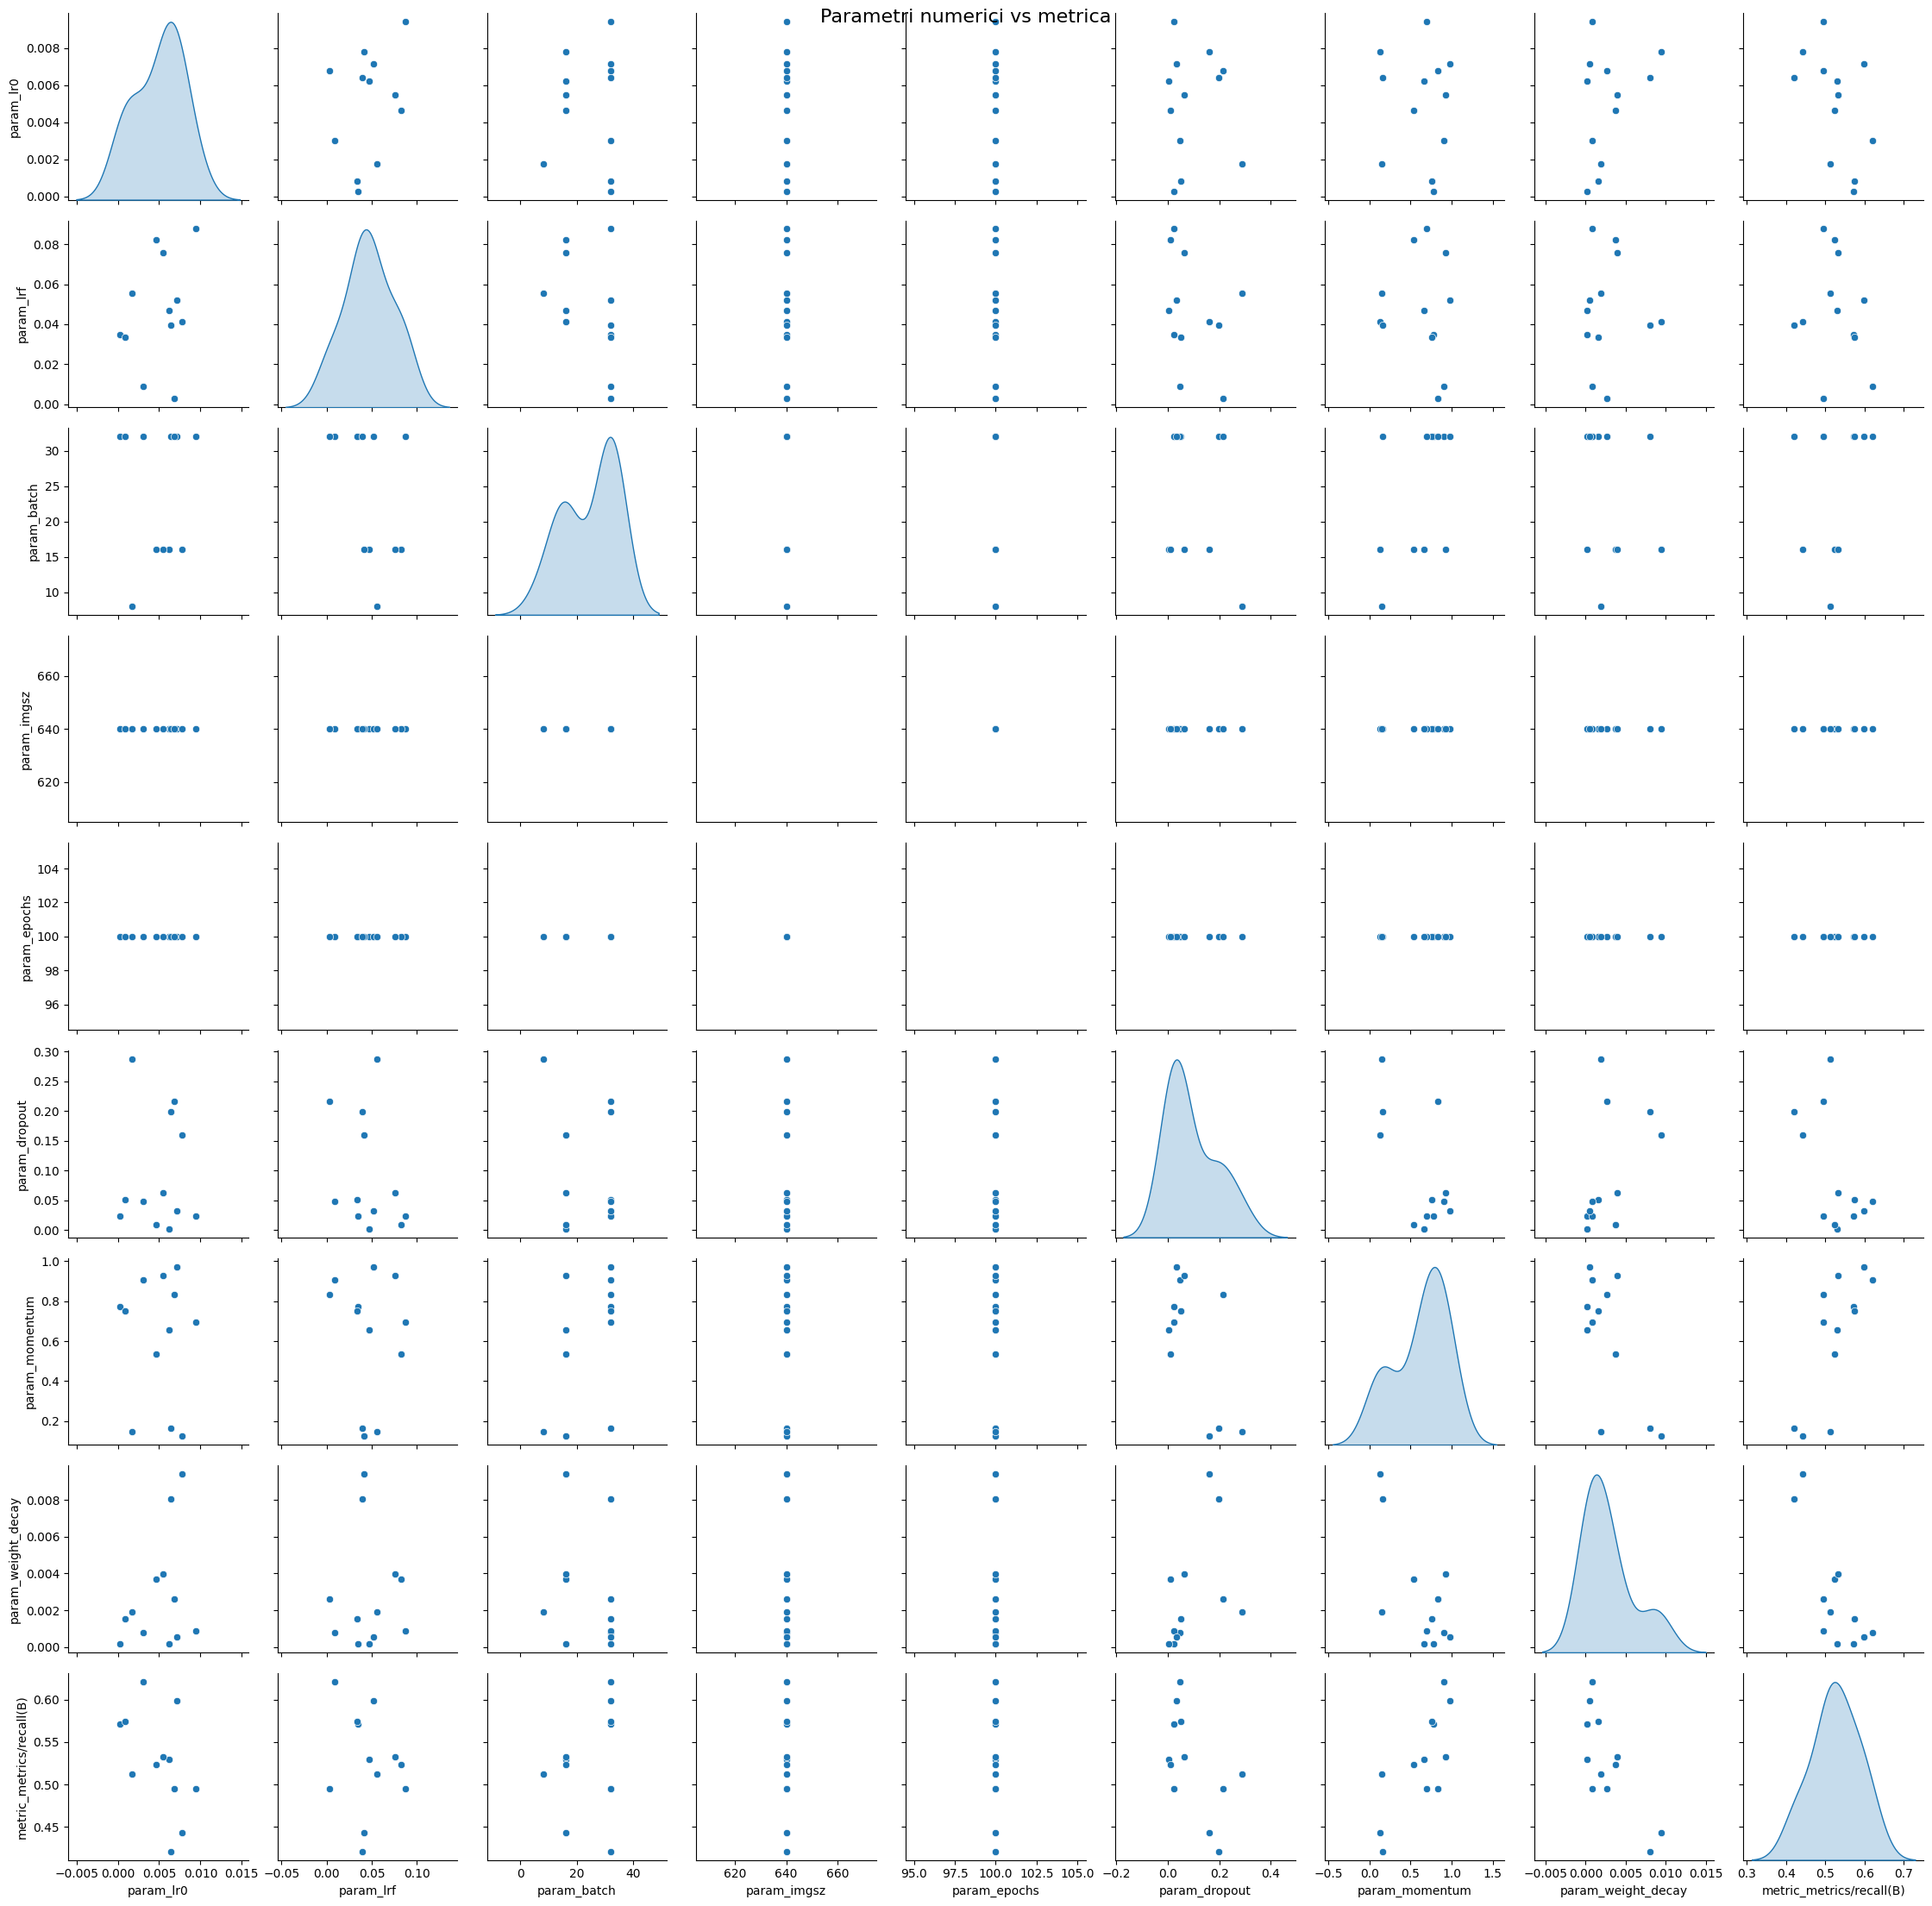 Parametri numerici vs metrica
param_lr0
0.008
0.006
0.004
0.002
0.000
param_lrf
0.08
0.06
0.04
0.02
0.00
param_batch
30
25
20
15
10
param_imgsz
660
640
620
param_epochs
104
102
100
98
96
param_dropout
0.30
0.25
0.20
0.15
0.10
0.05
0.00
param_momentum
1.0
0.8
0.6
0.4
0.2
param_weight_decay
0.008
0.006
0.004
0.002
0.000
metric_metrics/recall(B)
0.60
0.55
0.50
0.45
−0.005 0.000 0.005 0.010 0.015
param_lr0
−0.05 0.00 0.05 0.10
param_lrf
0 20 40
param_batch
620 640 660
param_imgsz
95.0 97.5 100.0 102.5 105.0
param_epochs
−0.2 0.0 0.2 0.4
param_dropout
−0.5 0.0 0.5 1.0 1.5
param_momentum
−0.005 0.000 0.005 0.010 0.015
param_weight_decay
0.3 0.4 0.5 0.6 0.7
metric_metrics/recall(B)